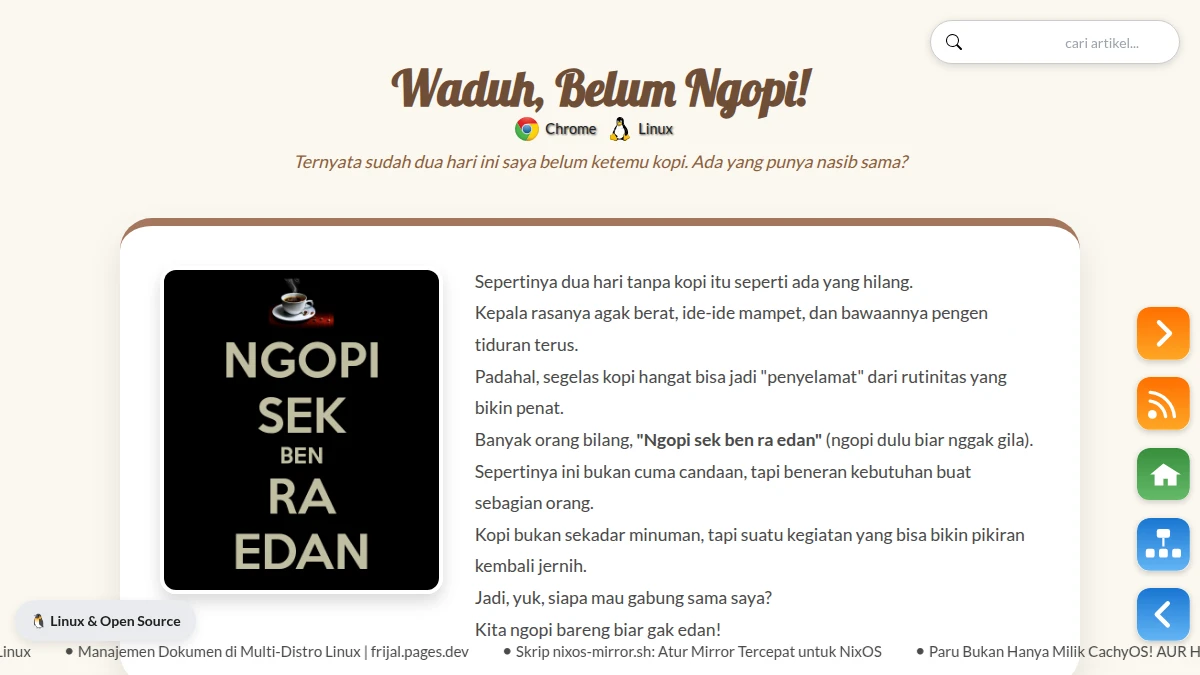 cari artikel...
Waduh, Belum Ngopi!
Chrome Linux
Ternyata sudah dua hari ini saya belum ketemu kopi. Ada yang punya nasib sama?
NGOPI
SEK
BEN
RA
EDAN
Sepertinya dua hari tanpa kopi itu seperti ada yang hilang.
Kepala rasanya agak berat, ide-ide mampet, dan bawaannya pengen
tiduran terus.
Padahal, segelas kopi hangat bisa jadi "penyelamat" dari rutinitas yang
bikin penat.
Banyak orang bilang, "Ngopi sek ben ra edan" (ngopi dulu biar nggak gila).
Sepertinya ini bukan cuma candaan, tapi beneran kebutuhan buat
sebagian orang.
Kopi bukan sekadar minuman, tapi suatu kegiatan yang bisa bikin pikiran
kembali jernih.
Jadi, yuk, siapa mau gabung sama saya?
Kita ngopi bareng biar gak edan!
Linux & Open Source
Linux • Manajemen Dokumen di Multi-Distro Linux | frijal.pages.dev • Skrip nixos-mirror.sh: Atur Mirror Tercepat untuk NixOS • Paru Bukan Hanya Milik CachyOS! AUR H